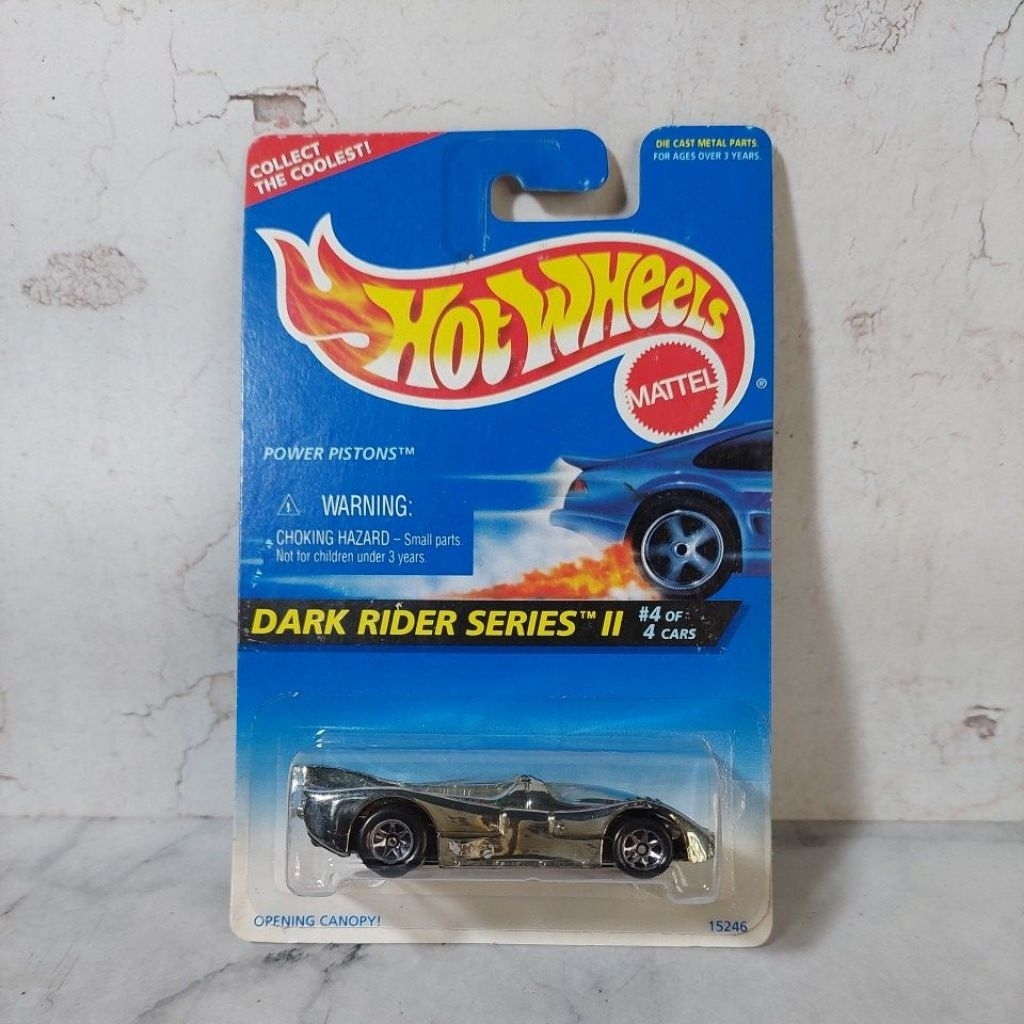 COLLECT
THE COOLEST!
DIE CAST METAL PARTS.
FOR AGES OVER 3 YEARS.
HOT WHEELS
MATTEL
®
POWER PISTONS™
WARNING:
CHOKING HAZARD – Small parts.
Not for children under 3 years.
DARK RIDER SERIES™ II
#4 OF
4 CARS
OPENING CANOPY!
15246